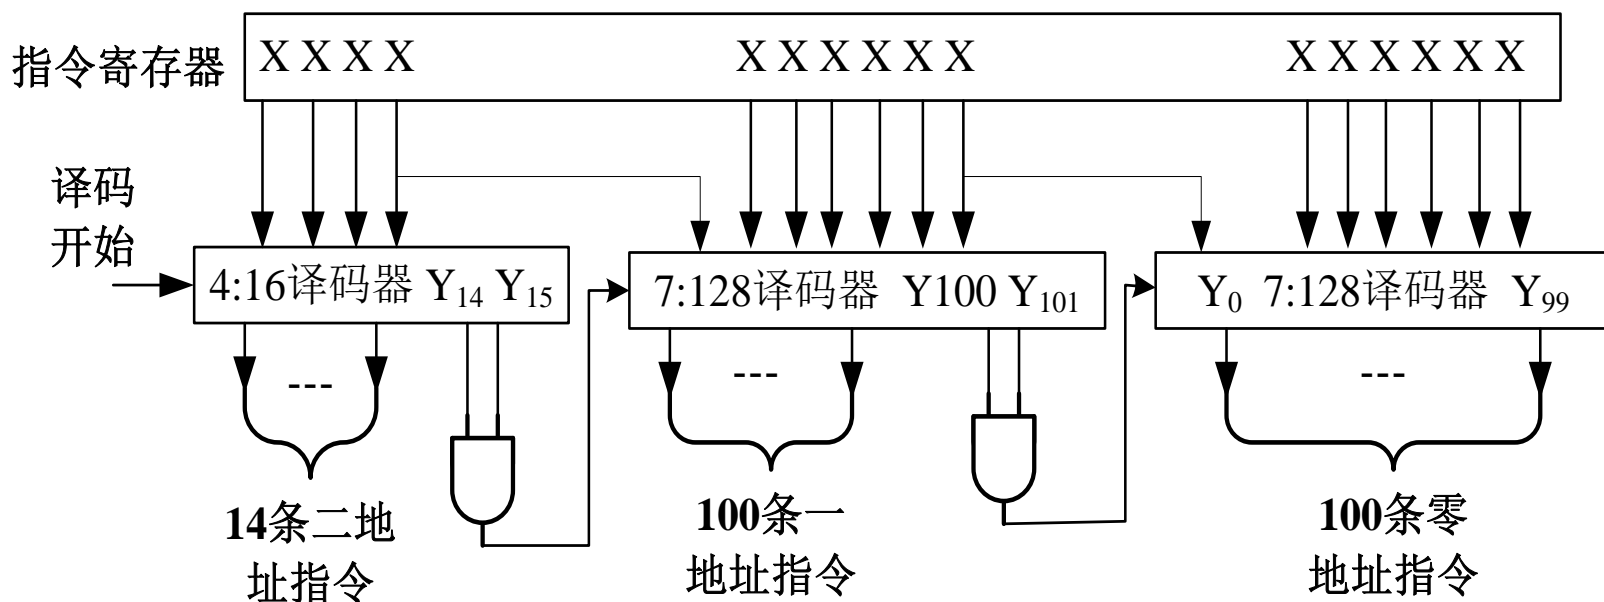 指令寄存器 X X X X X X X X X X X X X X X X
译码
开始
4:16译码器 Y14 Y15
7:128译码器 Y100 Y101
Y0 7:128译码器 Y99
---
---
---
14条二地
址指令
100条一
地址指令
100条零
地址指令